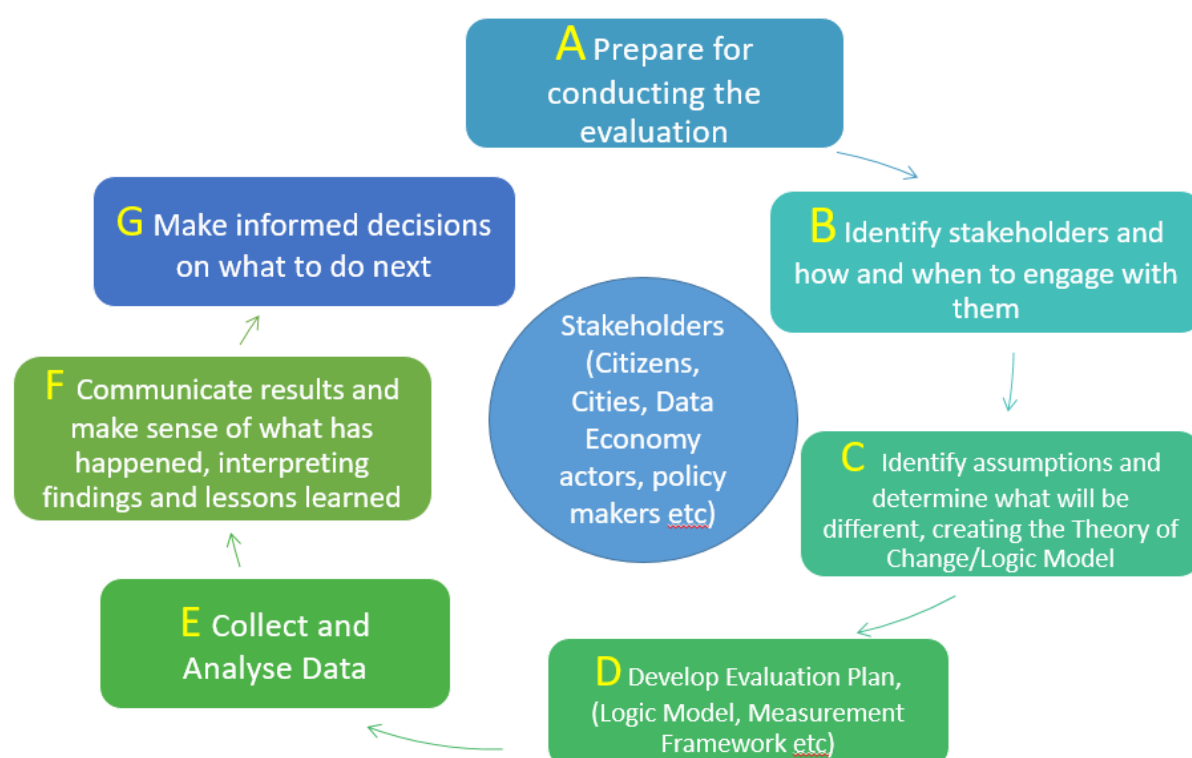 A Prepare for
conducting the
evaluation
B Identify stakeholders and
how and when to engage with
them
C Identify assumptions and
determine what will be
different, creating the Theory of
Change/Logic Model
D Develop Evaluation Plan,
(Logic Model, Measurement
Framework etc)
E Collect and
Analyse Data
F Communicate results and
make sense of what has
happened, interpreting
findings and lessons learned
G Make informed decisions
on what to do next
Stakeholders
(Citizens,
Cities, Data
Economy
actors, policy
makers etc)